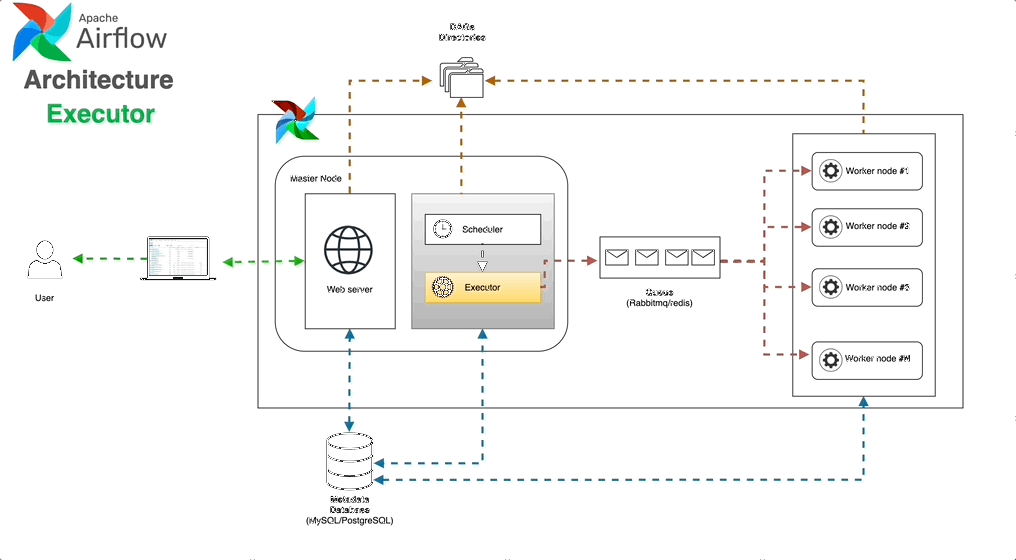 Apache
Airflow
Architecture
Executor
DAGs
Directories
Master Node
Scheduler
Executor
Web server
Queue
(Rabbitmq/redis)
Worker node #1
Worker node #2
Worker node #3
Worker node #N
User
Metadata
Database
(MySQL/PostgreSQL)